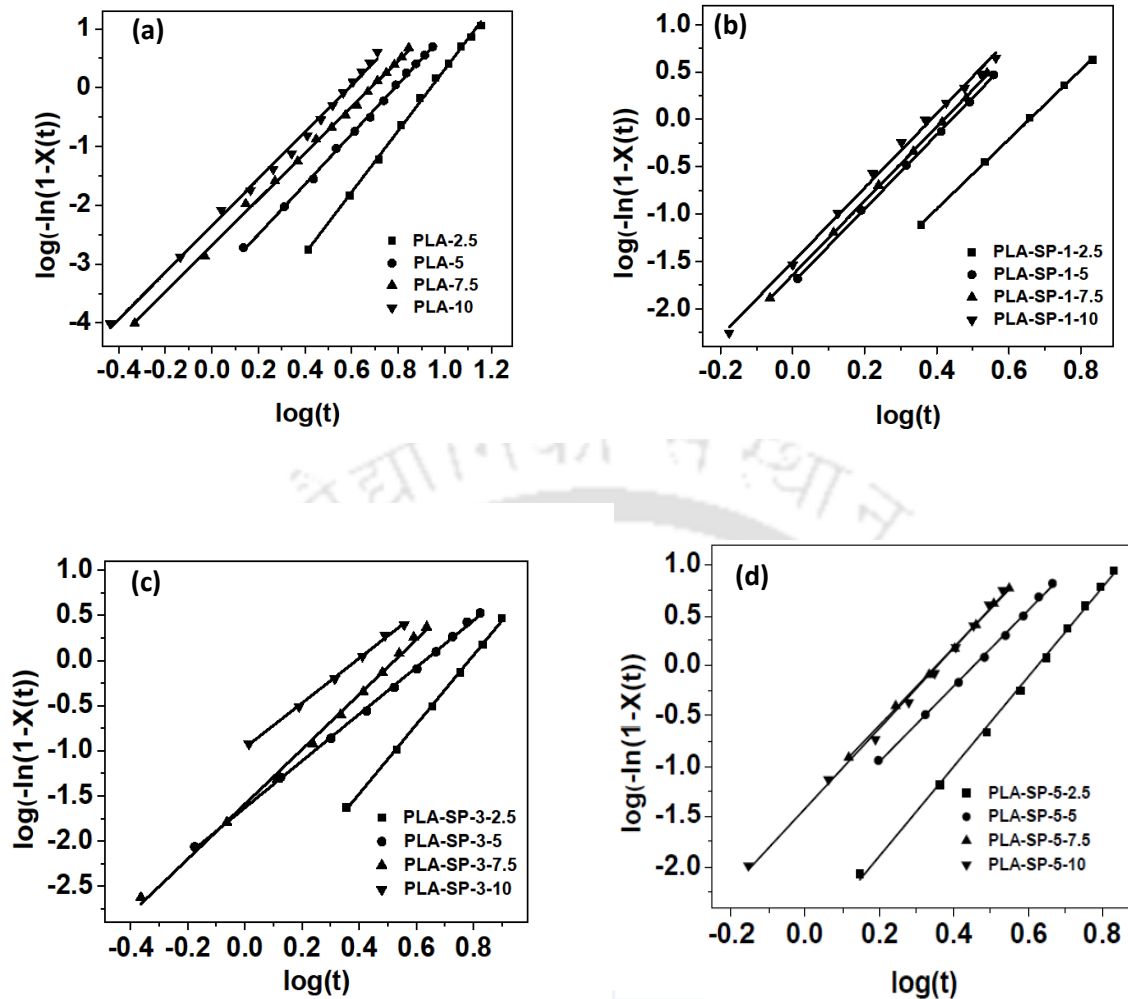 (a)
1
0
-1
-2
-3
-4
log(-ln(1-X(t))
PLA-2.5
PLA-5
PLA-7.5
PLA-10
-0.4 -0.2 0.0 0.2 0.4 0.6 0.8 1.0 1.2
log(t)
(b)
1.0
0.5
0.0
-0.5
-1.0
-1.5
-2.0
log(-ln(1-X(t))
PLA-SP-1-2.5
PLA-SP-1-5
PLA-SP-1-7.5
PLA-SP-1-10
-0.2 0.0 0.2 0.4 0.6 0.8
log(t)
(c)
1.0
0.5
0.0
-0.5
-1.0
-1.5
-2.0
-2.5
log(-ln(1-X(t))
PLA-SP-3-2.5
PLA-SP-3-5
PLA-SP-3-7.5
PLA-SP-3-10
-0.4 -0.2 0.0 0.2 0.4 0.6 0.8 1.0
log(t)
(d)
1.0
0.5
0.0
-0.5
-1.0
-2.0
log(-ln(1-X(t))
PLA-SP-5-2.5
PLA-SP-5-5
PLA-SP-5-7.5
PLA-SP-5-10
-0.2 0.0 0.2 0.4 0.6 0.8
log(t)